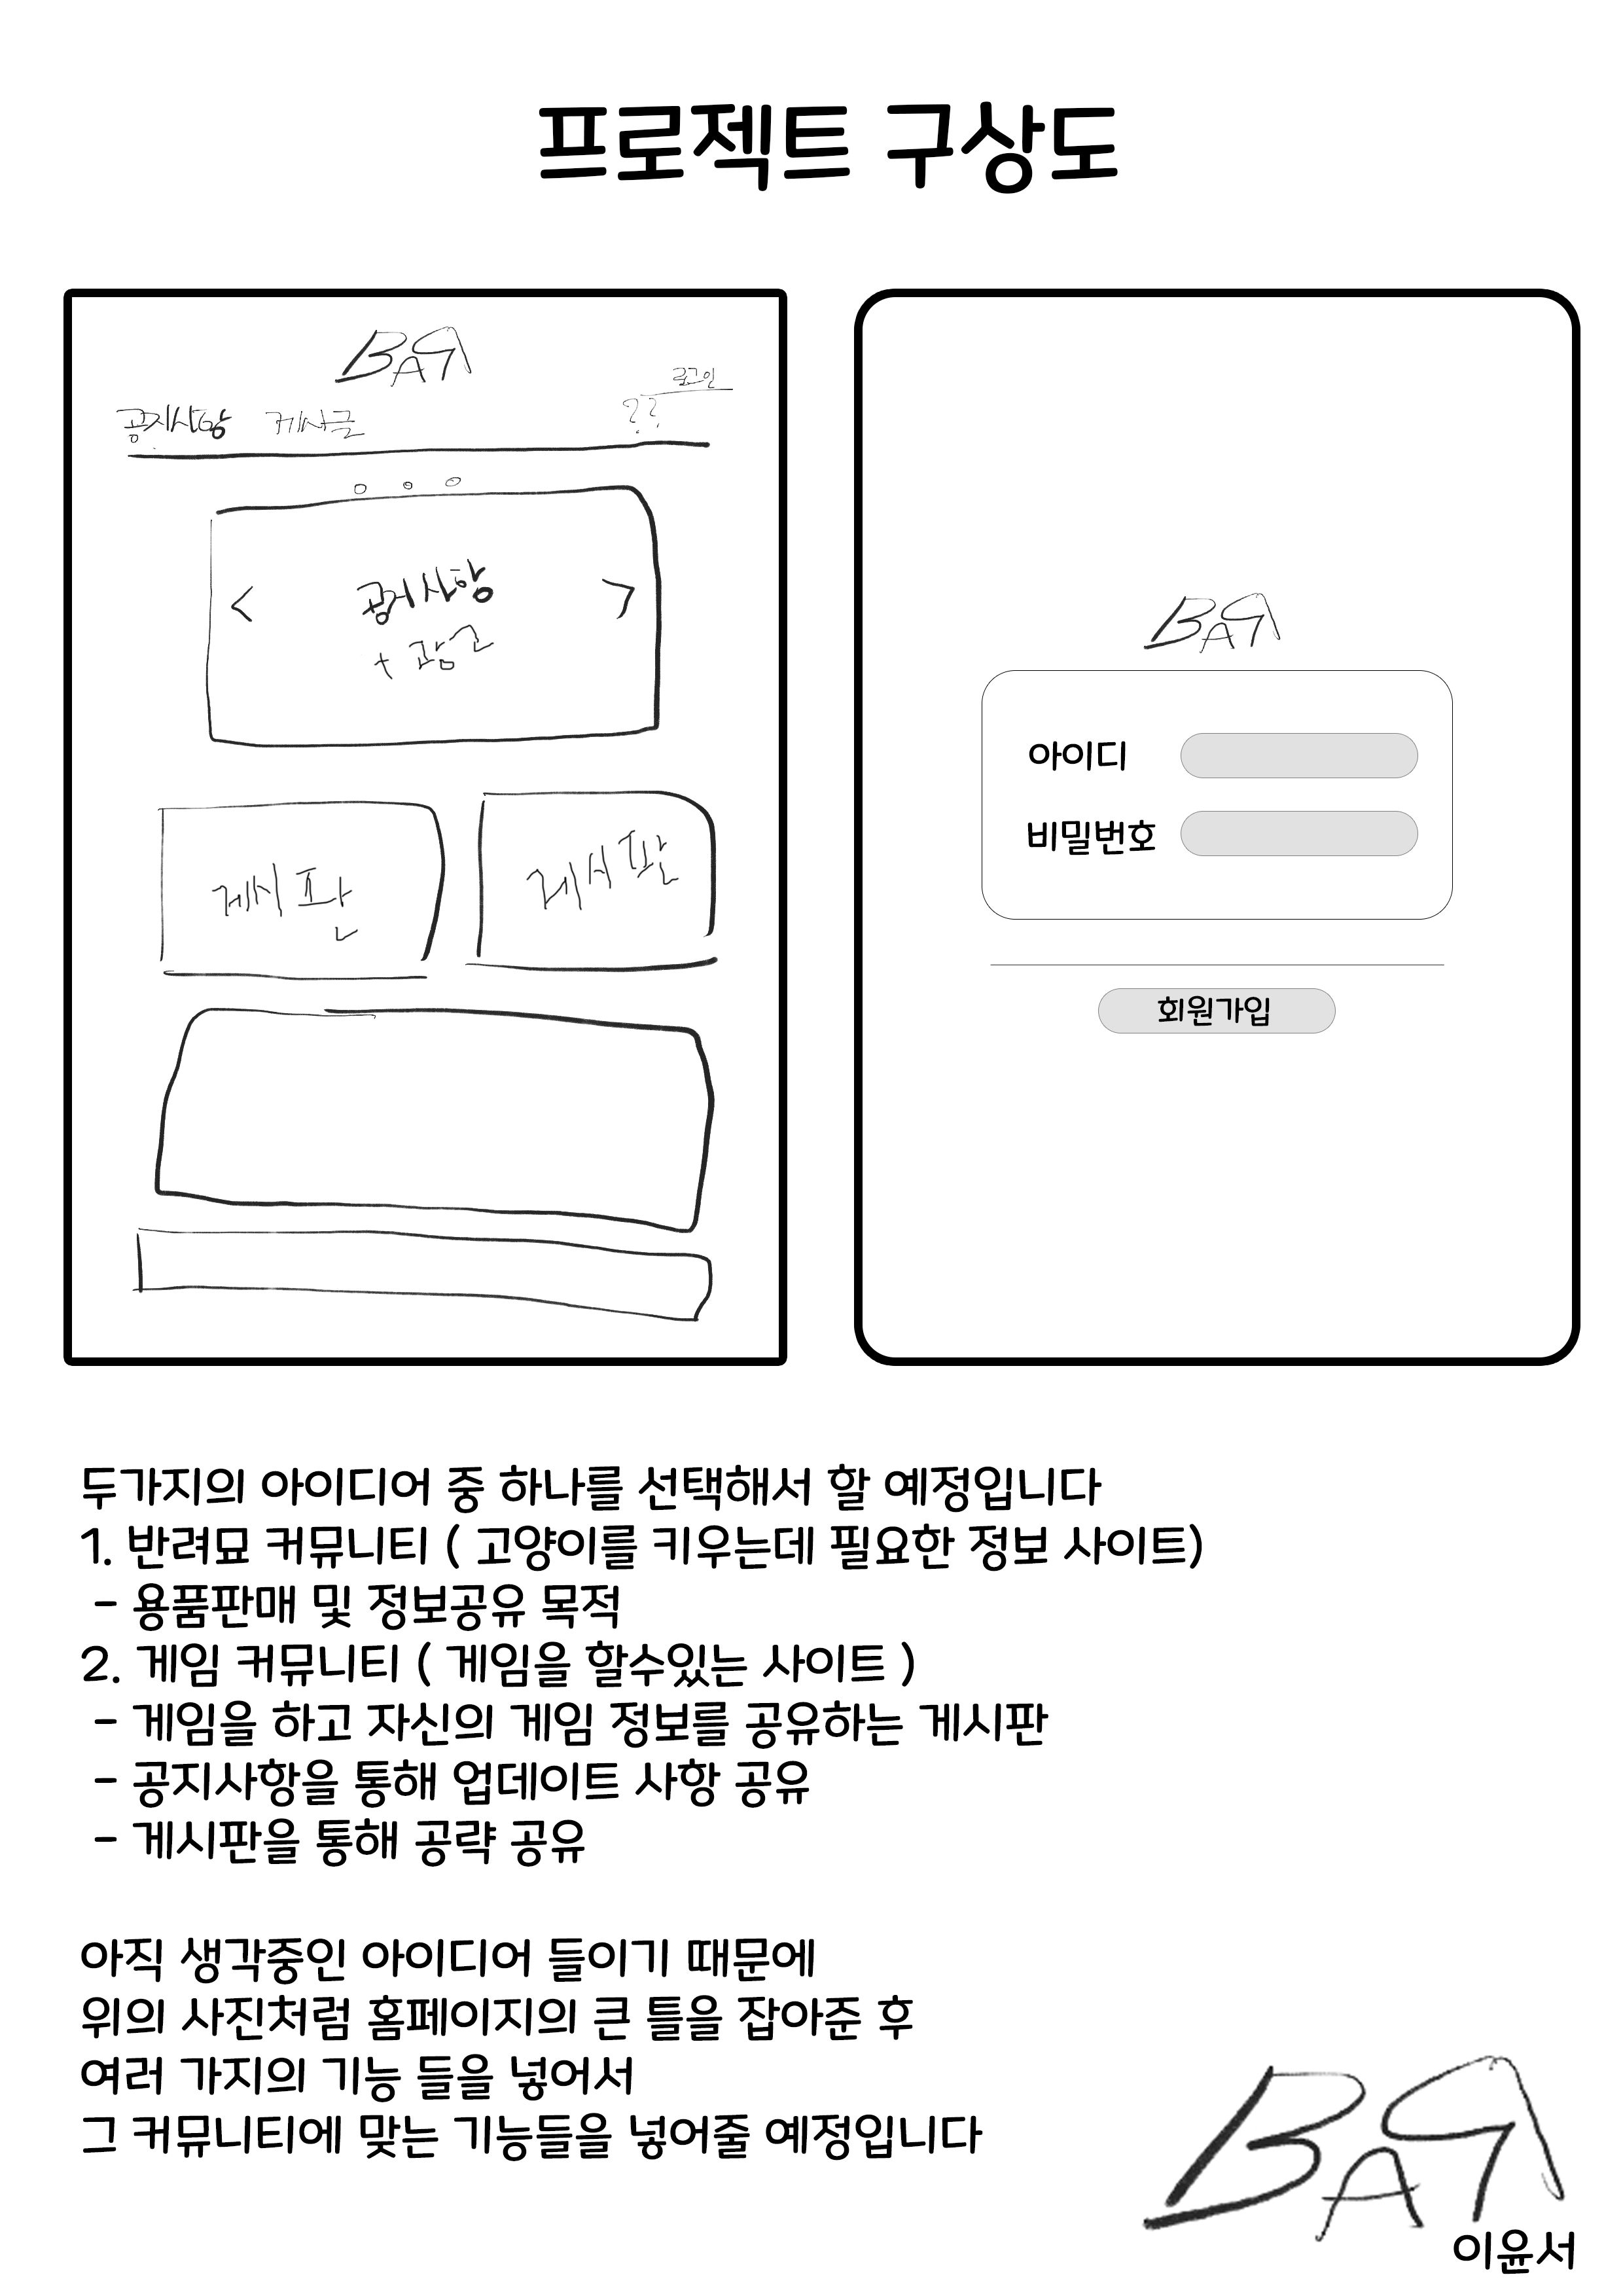 프로젝트 구상도
로그인
공지사항 게시글 ??
< 공지사항 >
+ 광고
게시판 게시판
아이디
비밀번호
회원가입
두가지의 아이디어 중 하나를 선택해서 할 예정입니다
1. 반려묘 커뮤니티 ( 고양이를 키우는데 필요한 정보 사이트)
- 용품판매 및 정보공유 목적
2. 게임 커뮤니티 ( 게임을 할수있는 사이트 )
- 게임을 하고 자신의 게임 정보를 공유하는 게시판
- 공지사항을 통해 업데이트 사항 공유
- 게시판을 통해 공략 공유
아직 생각중인 아이디어 들이기 때문에
위의 사진처럼 홈페이지의 큰 틀을 잡아준 후
여러 가지의 기능 들을 넣어서
그 커뮤니티에 맞는 기능들을 넣어줄 예정입니다
이윤서